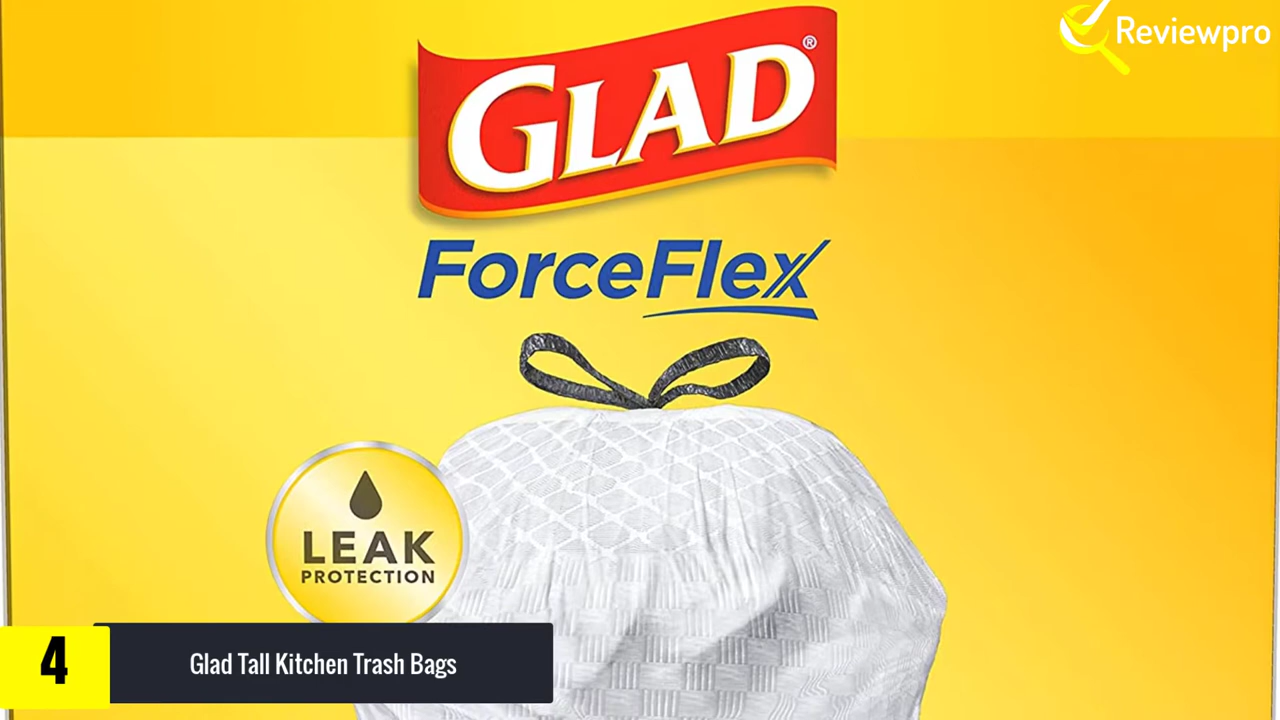 GLAD®
Reviewpro
ForceFlex
LEAK
PROTECTION
4
Glad Tall Kitchen Trash Bags